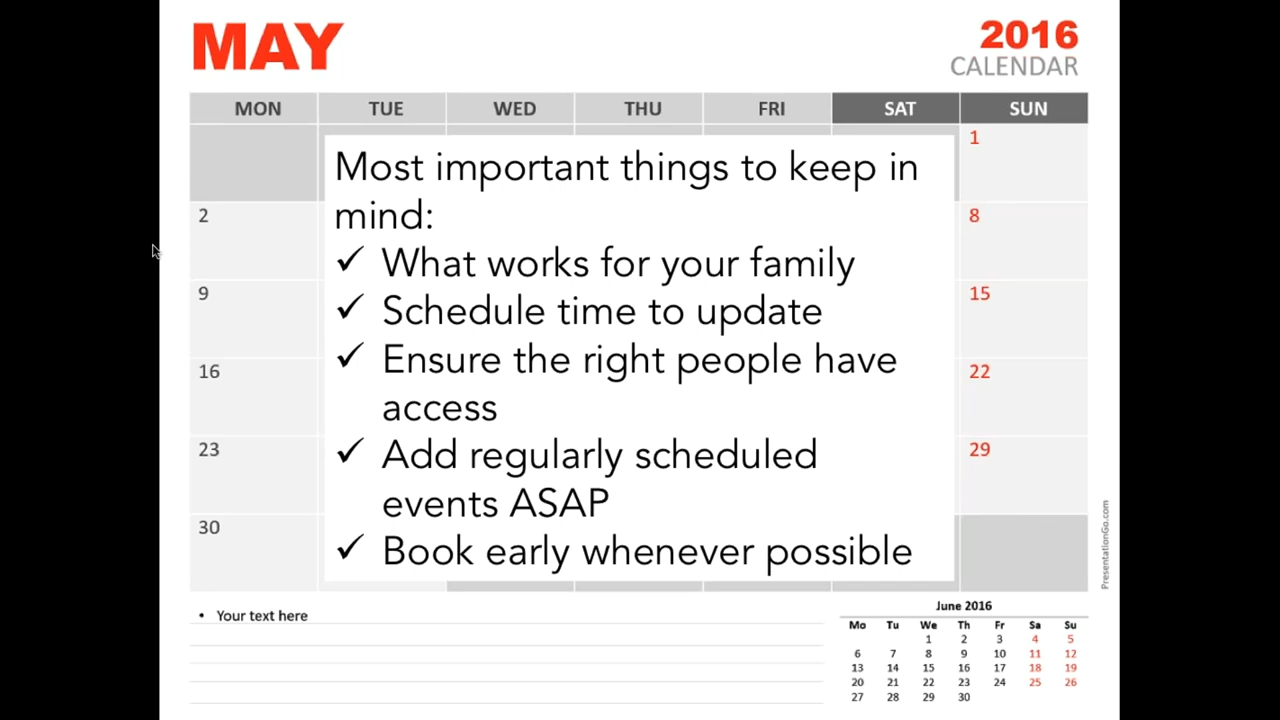 MAY
2016
CALENDAR
MON TUE WED THU FRI SAT SUN
1
2 8
9 15
16 22
23 29
30
Most important things to keep in
mind:
✓ What works for your family
✓ Schedule time to update
✓ Ensure the right people have
access
✓ Add regularly scheduled
events ASAP
✓ Book early whenever possible
PresentationGo.com
• Your text here
June 2016
Mo Tu We Th Fr Sa Su
1 2 3 4 5
6 7 8 9 10 11 12
13 14 15 16 17 18 19
20 21 22 23 24 25 26
27 28 29 30